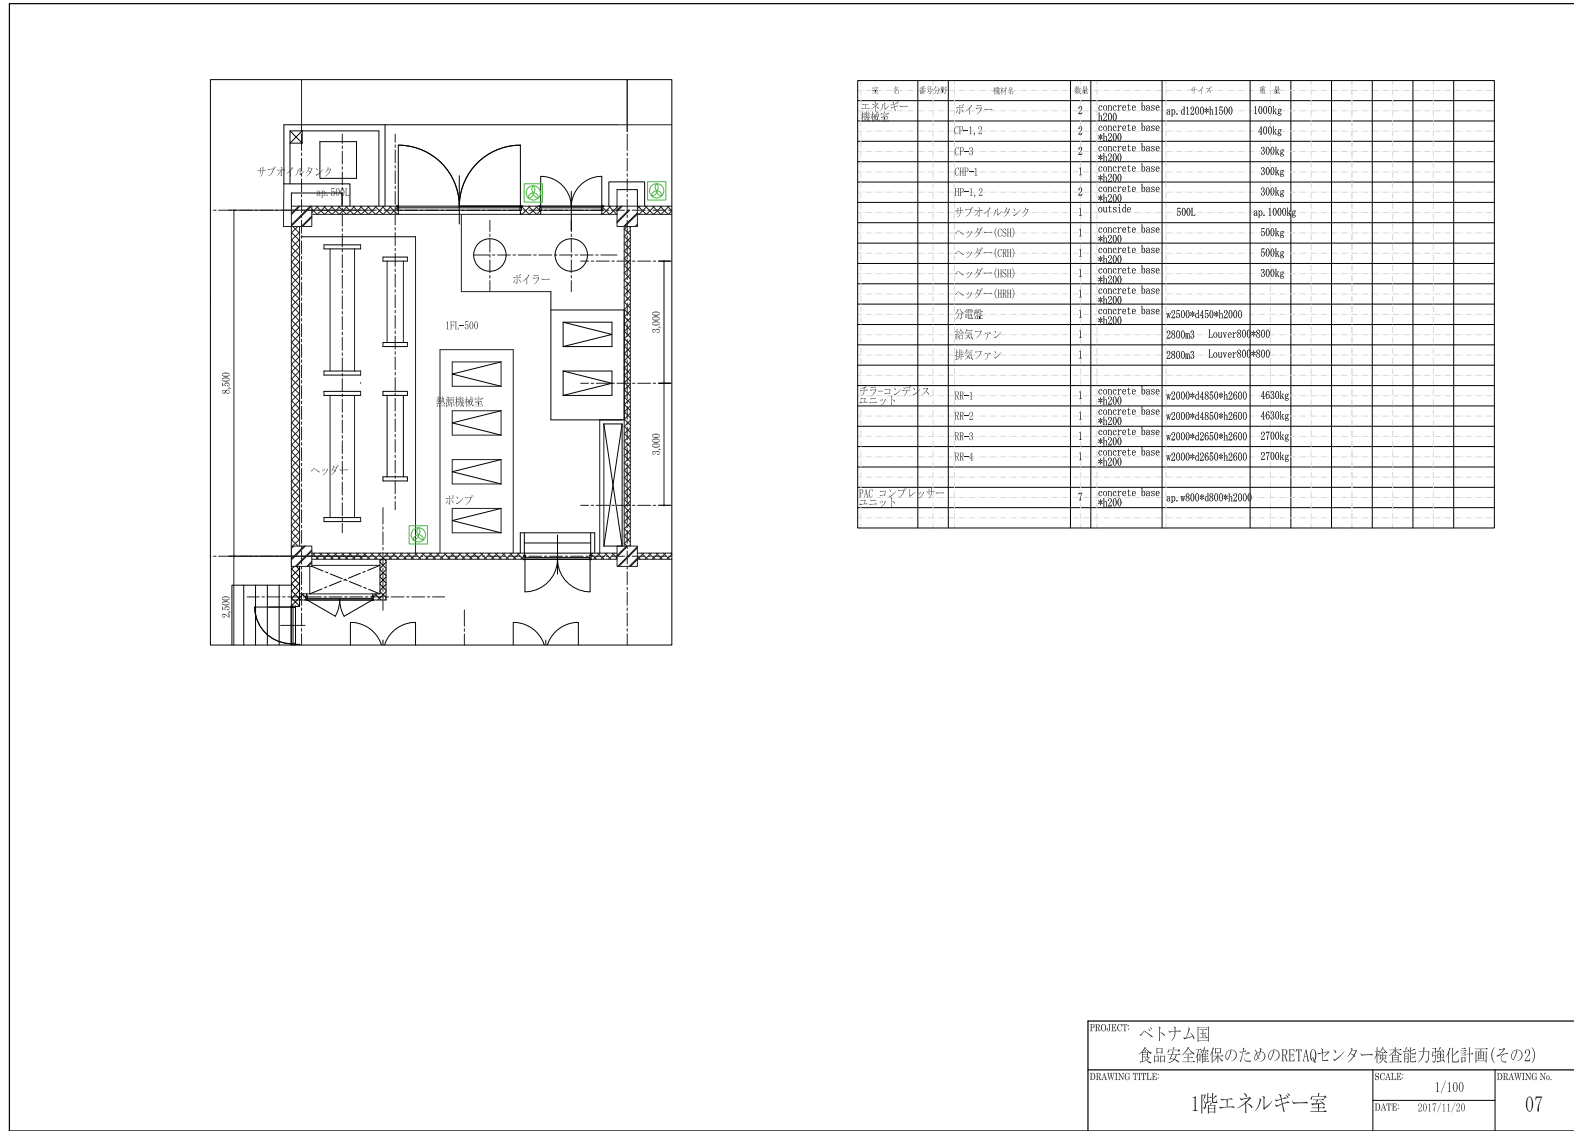 サブオイルタンク
ap. 500L
ボイラー
1FL-500
3,000
8,500
熱源機械室
3,000
ヘッダー
ポンプ
2,500
室 名 番号分野 機材名 数量 サイズ 重 量
エネルギー
機械室 ボイラー 2 concrete base
h200 ap. d1200*h1500 1000kg
CP-1, 2 2 concrete base
*h200 400kg
CP-3 2 concrete base
*h200 300kg
CHP-1 1 concrete base
*h200 300kg
HP-1, 2 2 concrete base
*h200 300kg
サブオイルタンク 1 outside 500L ap. 1000kg
ヘッダー(CSH) 1 concrete base
*h200 500kg
ヘッダー(CRH) 1 concrete base
*h200 500kg
ヘッダー(HSH) 1 concrete base
*h200 300kg
ヘッダー(HRH) 1 concrete base
*h200
分電盤 1 concrete base
*h200 w2500*d450*h2000
給気ファン 1 2800m3 Louver800*800
排気ファン 1 2800m3 Louver800*800
チラーコンデンス
ユニット RR-1 1 concrete base
*h200 w2000*d4850*h2600 4630kg
RR-2 1 concrete base
*h200 w2000*d4850*h2600 4630kg
RR-3 1 concrete base
*h200 w2000*d2650*h2600 2700kg
RR-4 1 concrete base
*h200 w2000*d2650*h2600 2700kg
PAC コンプレッサー
ユニット 7 concrete base
*h200 ap. w800*d800*h2000
PROJECT: ベトナム国
食品安全確保のためのRETAQセンター検査能力強化計画(その2)
DRAWING TITLE: 1階エネルギー室
SCALE: 1/100
DATE: 2017/11/20
DRAWING No. 07